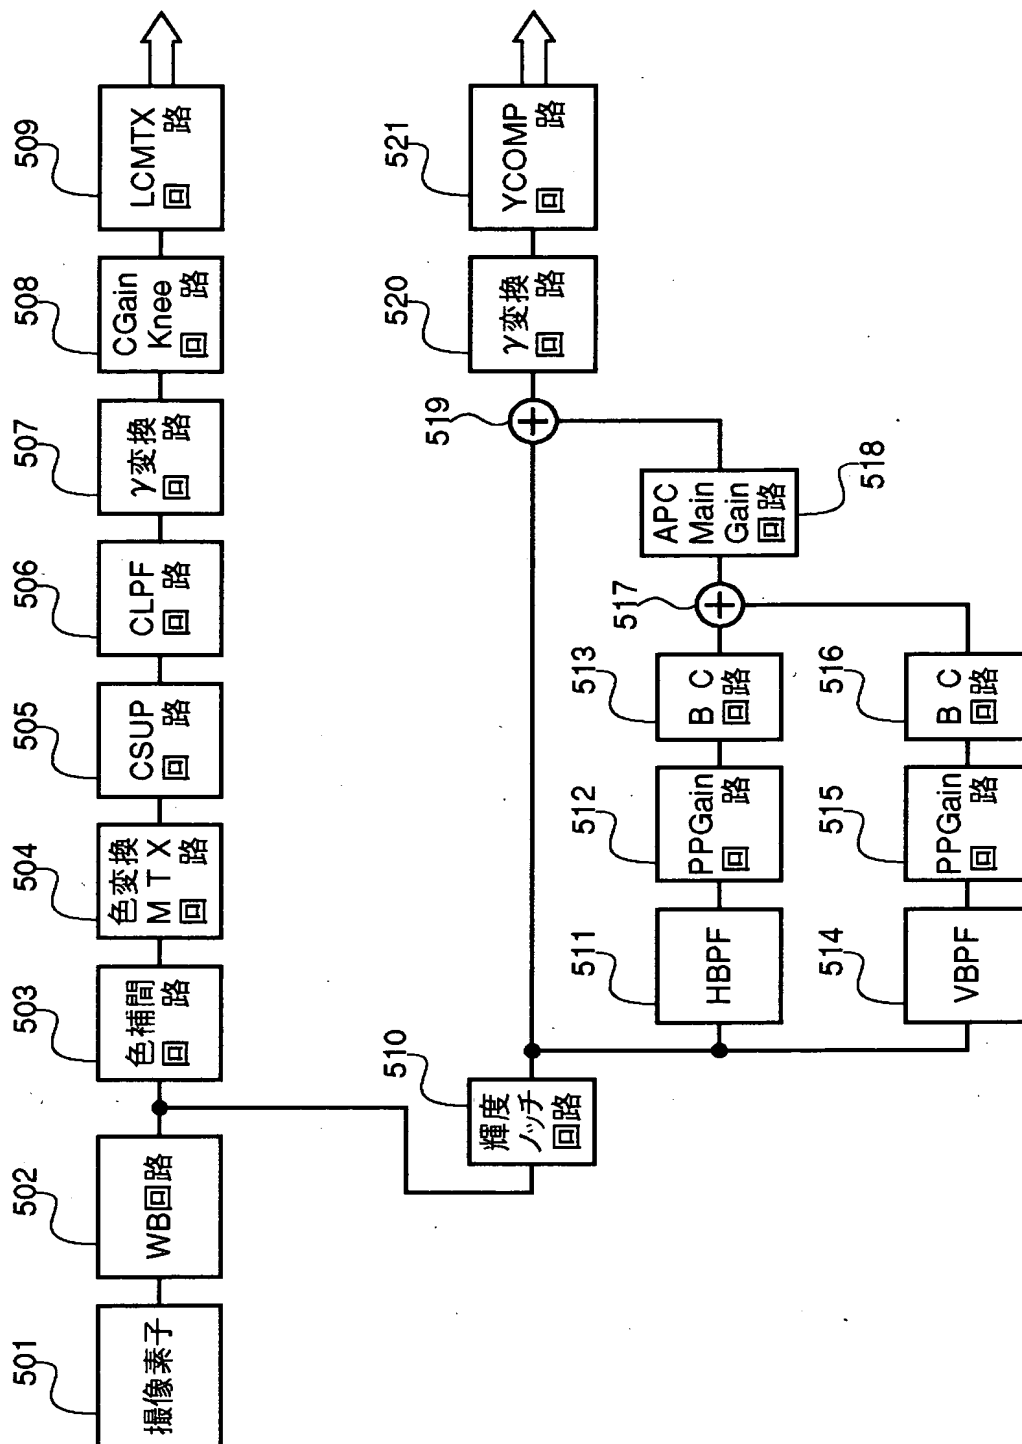 501
撮像素子
502
WB回路
503
色補間
回路
504
色変換
MTX
回路
505
CSUP
回路
506
CLPF
回路
507
γ変換
回路
508
CGain
Knee
回路
509
LCMTX
回路
510
輝度
ノッチ
回路
511
HBPF
512
PPGain
回路
513
BC
回路
514
VBPF
515
PPGain
回路
516
BC
回路
517
+
518
APC
Main
Gain
回路
519
+
520
γ変換
回路
521
YCOMP
回路